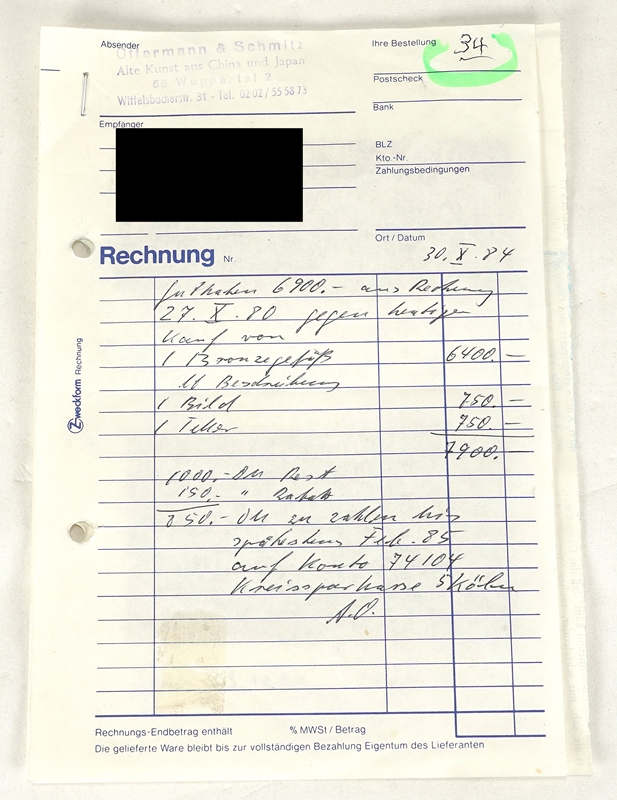 Absender
Offermann & Schmitz
Alte Kunst aus China und Japan
56 Wuppertal 2
Wittelsbacherstr. 31 - Tel. 0202/55 58 73
Ihre Bestellung 34
Postscheck
Bank
Empfänger
BLZ
Kto.-Nr.
Zahlungsbedingungen
Ort / Datum
30. X. 84
Rechnung Nr.
Guthaben 6900.- aus Rechnung
27. X. 80 gegen heutigen
Kauf von
1 Bronzegefäß 6400.-
lt Beschreibung
1 Bild 750.-
1 Teller 750.-
7900.-
1000.- DM Rest
150.- " Rabatt
850.- DM zu zahlen bis
spätestens Feb. 85
auf Konto 74104
Kreissparkasse 5 Köln
A.O.
Zweckform Rechnung
Rechnungs-Endbetrag enthält % MWSt / Betrag
Die gelieferte Ware bleibt bis zur vollständigen Bezahlung Eigentum des Lieferanten